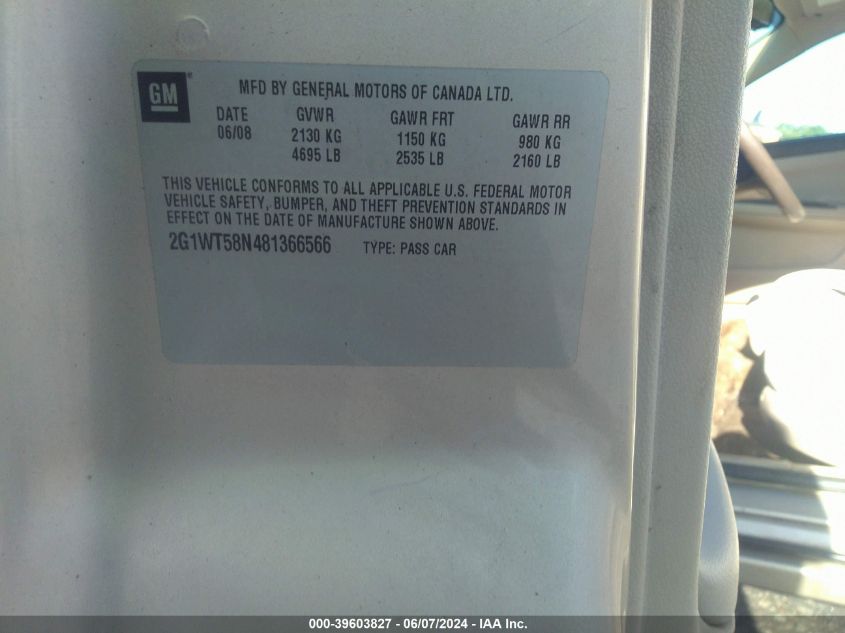 GM ®
MFD BY GENERAL MOTORS OF CANADA LTD.
DATE GVWR GAWR FRT GAWR RR
06/08 2130 KG 1150 KG 980 KG
4695 LB 2535 LB 2160 LB
THIS VEHICLE CONFORMS TO ALL APPLICABLE U.S. FEDERAL MOTOR
VEHICLE SAFETY, BUMPER, AND THEFT PREVENTION STANDARDS IN
EFFECT ON THE DATE OF MANUFACTURE SHOWN ABOVE.
2G1WT58N481366566 TYPE: PASS CAR
000-39603827 - 06/07/2024 - IAA Inc.